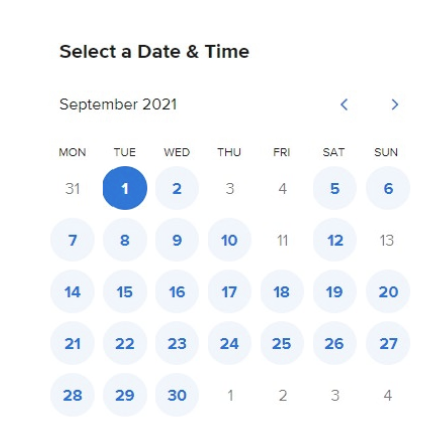 Select a Date & Time
September 2021
MON TUE WED THU FRI SAT SUN
31 1 2 3 4 5 6
7 8 9 10 11 12 13
14 15 16 17 18 19 20
21 22 23 24 25 26 27
28 29 30 1 2 3 4